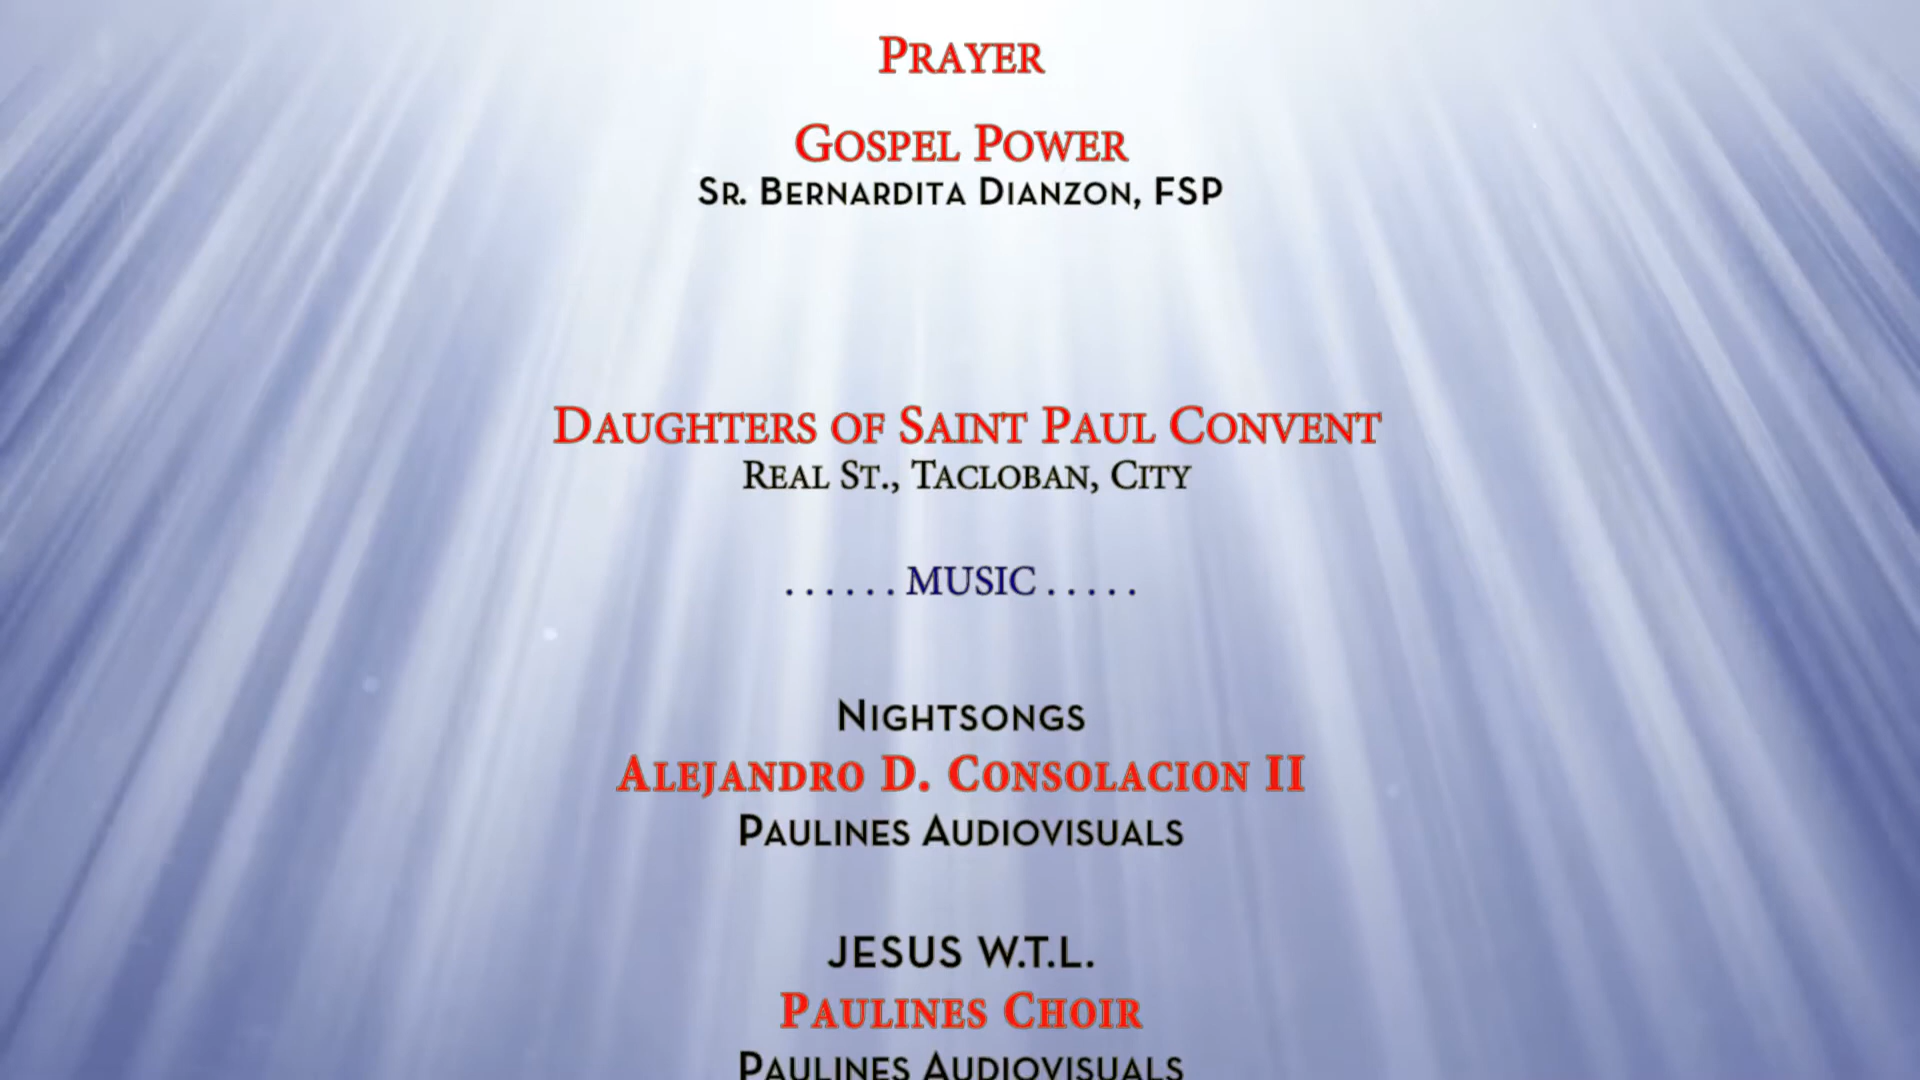 PRAYER
GOSPEL POWER
SR. BERNARDITA DIANZON, FSP
DAUGHTERS OF SAINT PAUL CONVENT
REAL ST., TACLOBAN, CITY
. . . . . . MUSIC . . . . .
NIGHTSONGS
ALEJANDRO D. CONSOLACION II
PAULINES AUDIOVISUALS
JESUS W.T.L.
PAULINES CHOIR
PAULINES AUDIOVISUALS